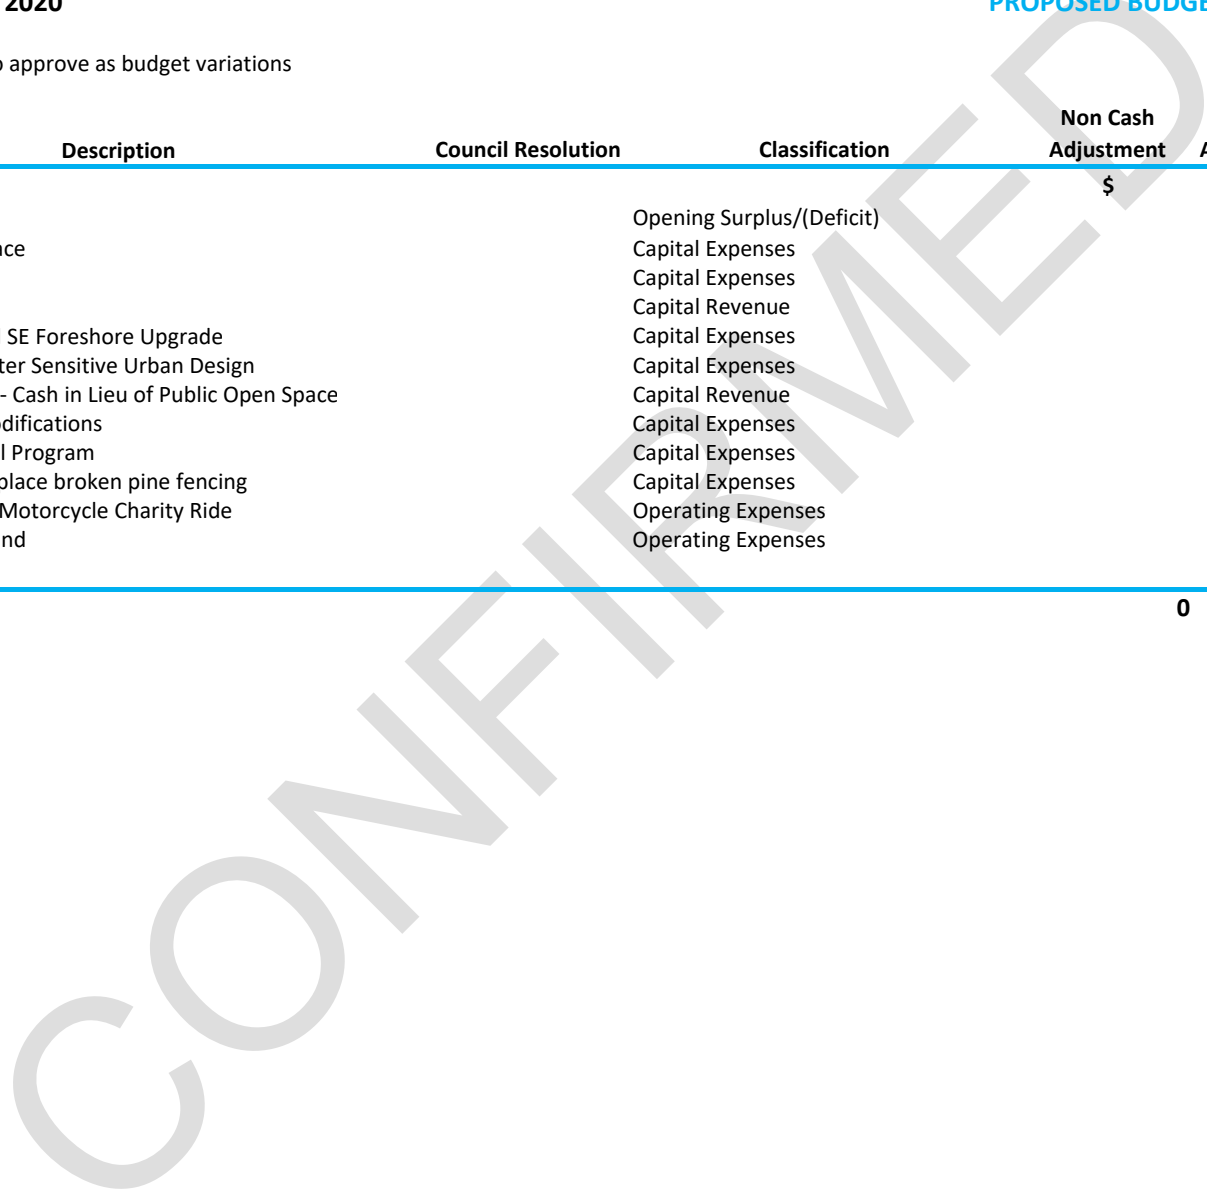 2020 PROPOSED BUDGE
approve as budget variations
Non Cash
Description Council Resolution Classification Adjustment A
$
Opening Surplus/(Deficit)
ace Capital Expenses
Capital Expenses
Capital Revenue
SE Foreshore Upgrade Capital Expenses
ter Sensitive Urban Design Capital Expenses
- Cash in Lieu of Public Open Space Capital Revenue
difications Capital Expenses
l Program Capital Expenses
place broken pine fencing Capital Expenses
Motorcycle Charity Ride Operating Expenses
nd Operating Expenses
0
CONFIRMED